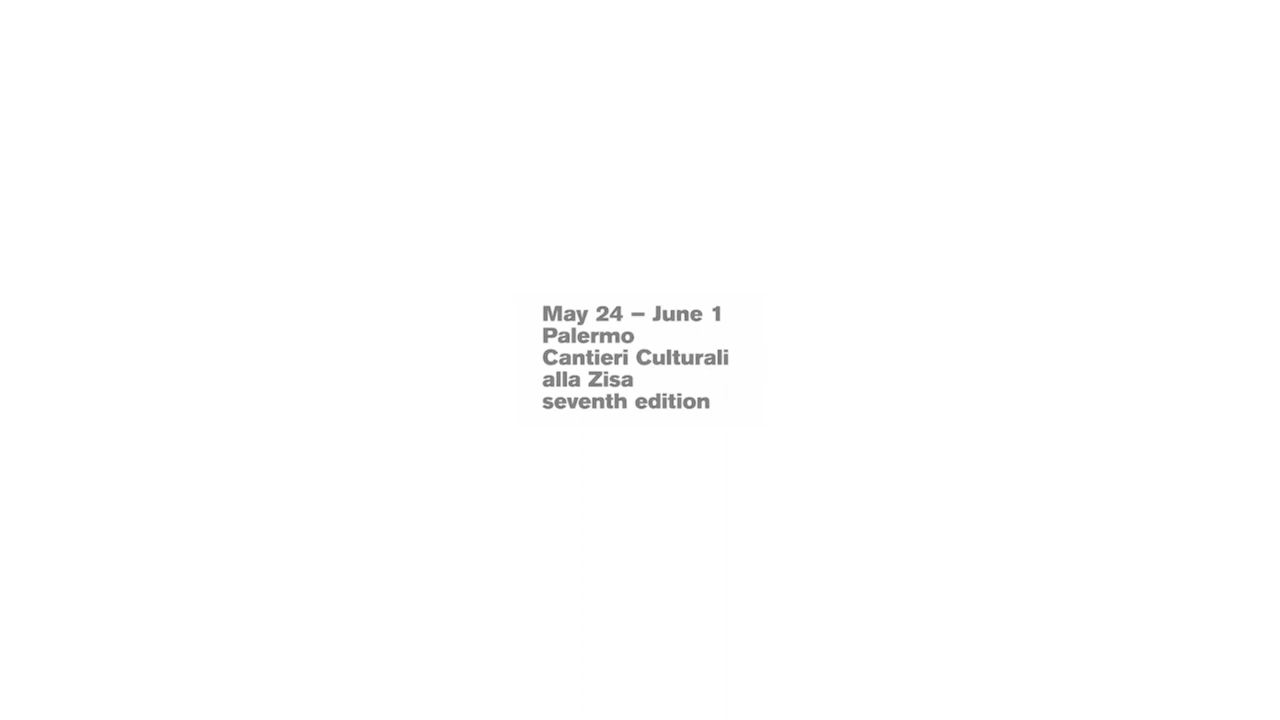 May 24 – June 1
Palermo
Cantieri Culturali
alla Zisa
seventh edition